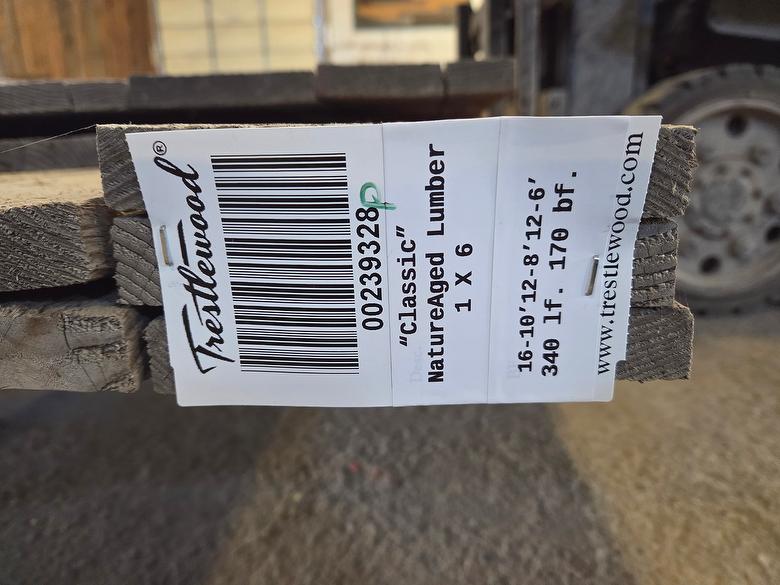 Trestlewood®
00239328
P
"Classic"
NatureAged Lumber
1 X 6
16-10'12-8'12-6'
340 lf. 170 bf.
www.trestlewood.com